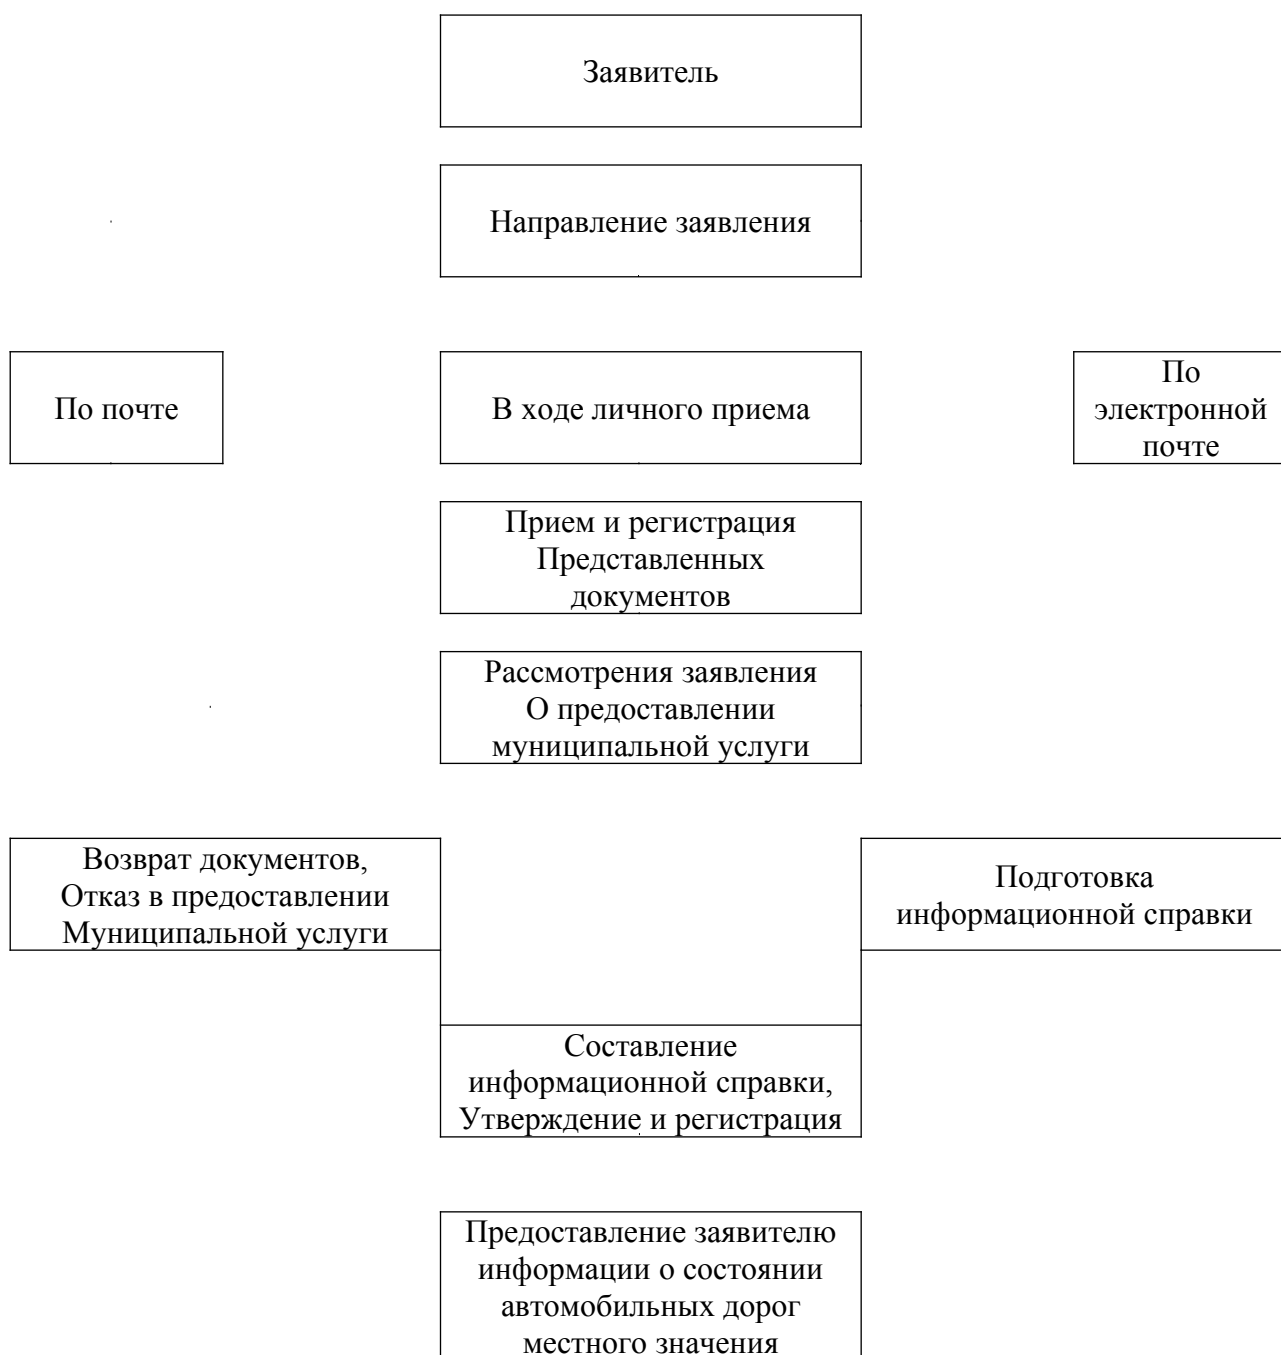 Заявитель
Направление заявления
По почте
В ходе личного приема
По
электронной
почте
Прием и регистрация
Представленных
документов
Рассмотрения заявления
О предоставлении
муниципальной услуги
Возврат документов,
Отказ в предоставлении
Муниципальной услуги
Подготовка
информационной справки
Составление
информационной справки,
Утверждение и регистрация
Предоставление заявителю
информации о состоянии
автомобильных дорог
местного значения